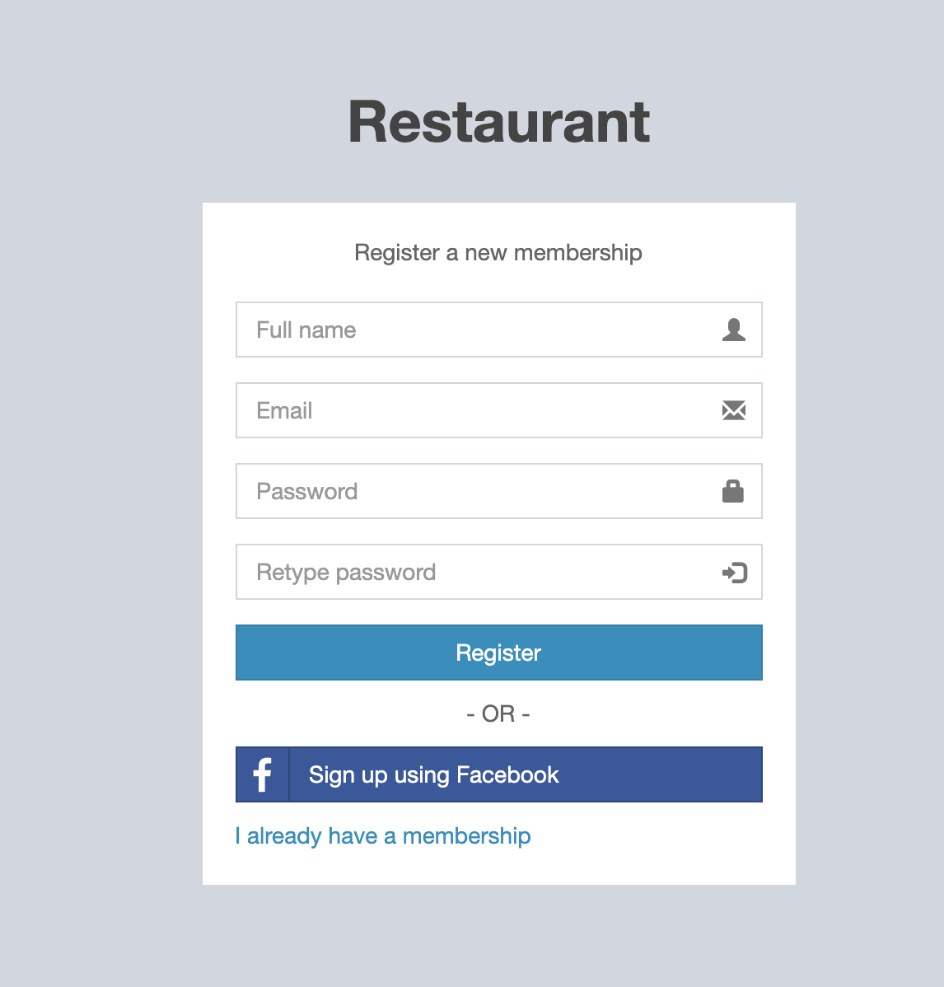 Restaurant
Register a new membership
Full name
Email
Password
Retype password
Register
- OR -
Sign up using Facebook
I already have a membership